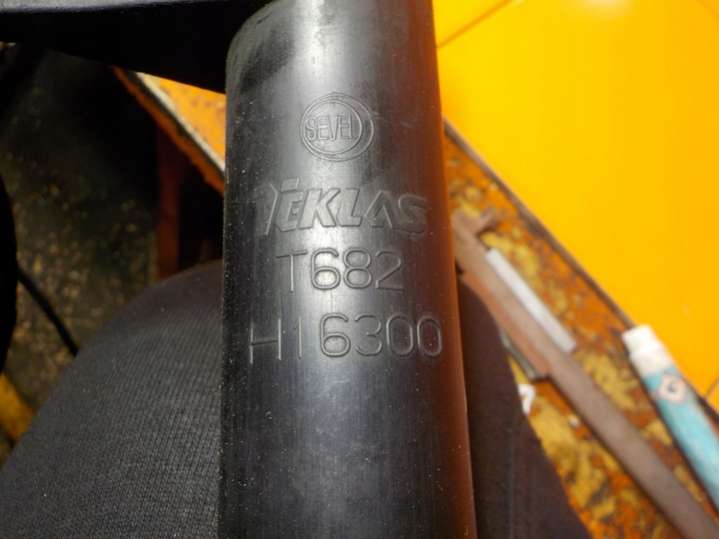 SEVEL
TEKLAS
T682
H16300